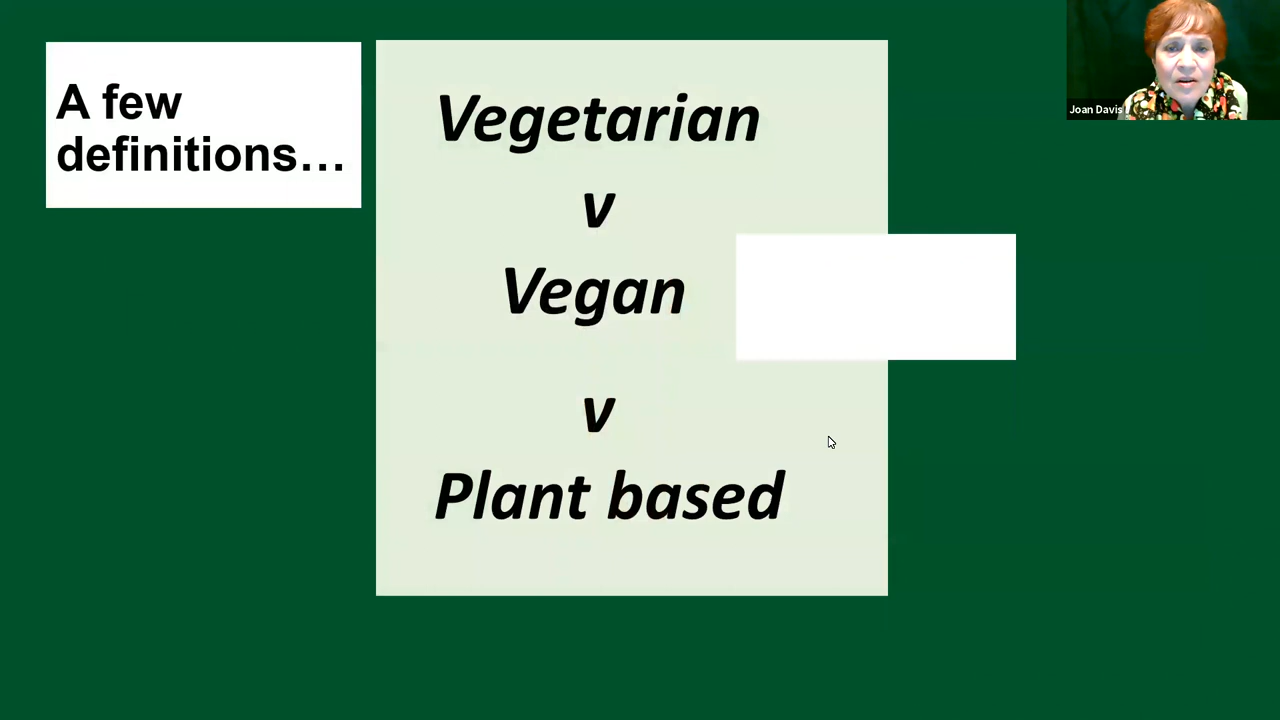 A few
definitions…
Vegetarian
v
Vegan
v
Plant based
Joan Davis